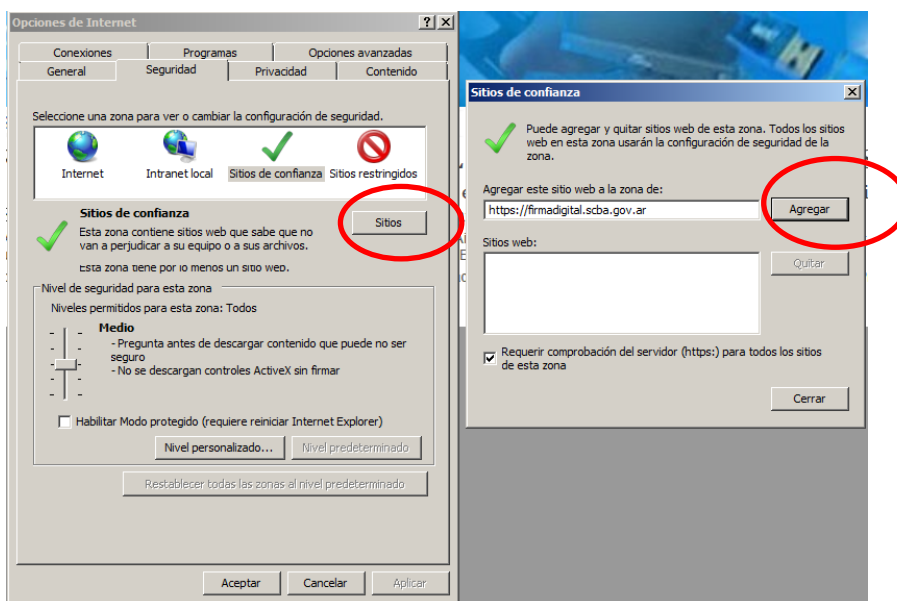 Opciones de Internet
Conexiones Programas Opciones avanzadas
General Seguridad Privacidad Contenido
Seleccione una zona para ver o cambiar la configuración de seguridad.
Internet Intranet local Sitios de confianza Sitios restringidos
Sitios de confianza
Esta zona contiene sitios web que sabe que no
van a perjudicar a su equipo o a sus archivos.
Esta zona tiene por lo menos un sitio web.
Sitios
Nivel de seguridad para esta zona
Niveles permitidos para esta zona: Todos
Medio
- Pregunta antes de descargar contenido que puede no ser
seguro
- No se descargan controles ActiveX sin firmar
Habilitar Modo protegido (requiere reiniciar Internet Explorer)
Nivel personalizado... Nivel predeterminado
Restablecer todas las zonas al nivel predeterminado
Aceptar Cancelar Aplicar
Sitios de confianza
Puede agregar y quitar sitios web de esta zona. Todos los sitios
web en esta zona usarán la configuración de seguridad de la
zona.
Agregar este sitio web a la zona de:
https://firmadigital.scba.gov.ar Agregar
Sitios web:
Quitar
Requerir comprobación del servidor (https:) para todos los sitios
de esta zona
Cerrar